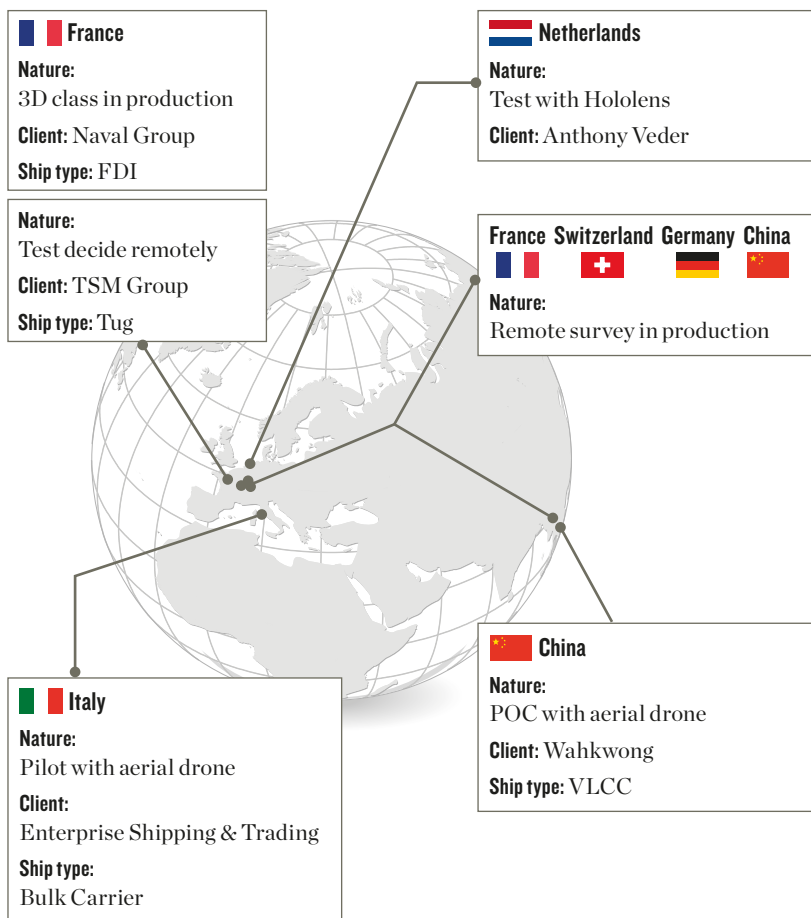 France
Nature:
3D class in production
Client: Naval Group
Ship type: FDI
Nature:
Test decide remotely
Client: TSM Group
Ship type: Tug
Netherlands
Nature:
Test with Hololens
Client: Anthony Veder
France Switzerland Germany China
Nature:
Remote survey in production
Italy
Nature:
Pilot with aerial drone
Client:
Enterprise Shipping & Trading
Ship type:
Bulk Carrier
China
Nature:
POC with aerial drone
Client: Wahkwong
Ship type: VLCC